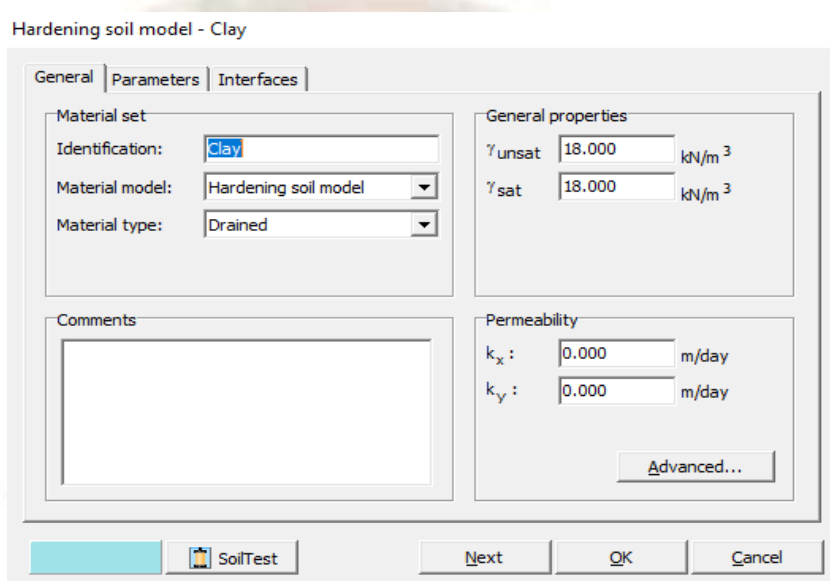 Hardening soil model - Clay
General Parameters Interfaces
Material set
Identification: Clay
Material model: Hardening soil model
Material type: Drained
General properties
γunsat 18.000 kN/m 3
γsat 18.000 kN/m 3
Comments
Permeability
kx : 0.000 m/day
ky : 0.000 m/day
Advanced...
SoilTest Next OK Cancel